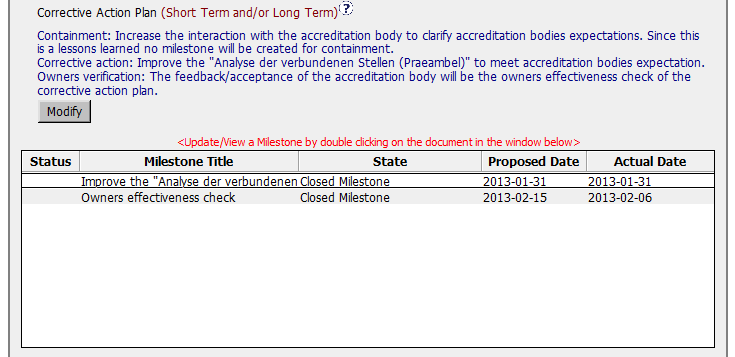 Corrective Action Plan (Short Term and/or Long Term) ?
Containment: Increase the interaction with the accreditation body to clarify accreditation bodies expectations. Since this
is a lessons learned no milestone will be created for containment.
Corrective action: Improve the "Analyse der verbundenen Stellen (Praeambel)" to meet accreditation bodies expectation.
Owners verification: The feedback/acceptance of the accreditation body will be the owners effectiveness check of the
corrective action plan.
Modify
<Update/View a Milestone by double clicking on the document in the window below>
Status Milestone Title State Proposed Date Actual Date
Improve the "Analyse der verbundenen Closed Milestone 2013-01-31 2013-01-31
Owners effectiveness check Closed Milestone 2013-02-15 2013-02-06